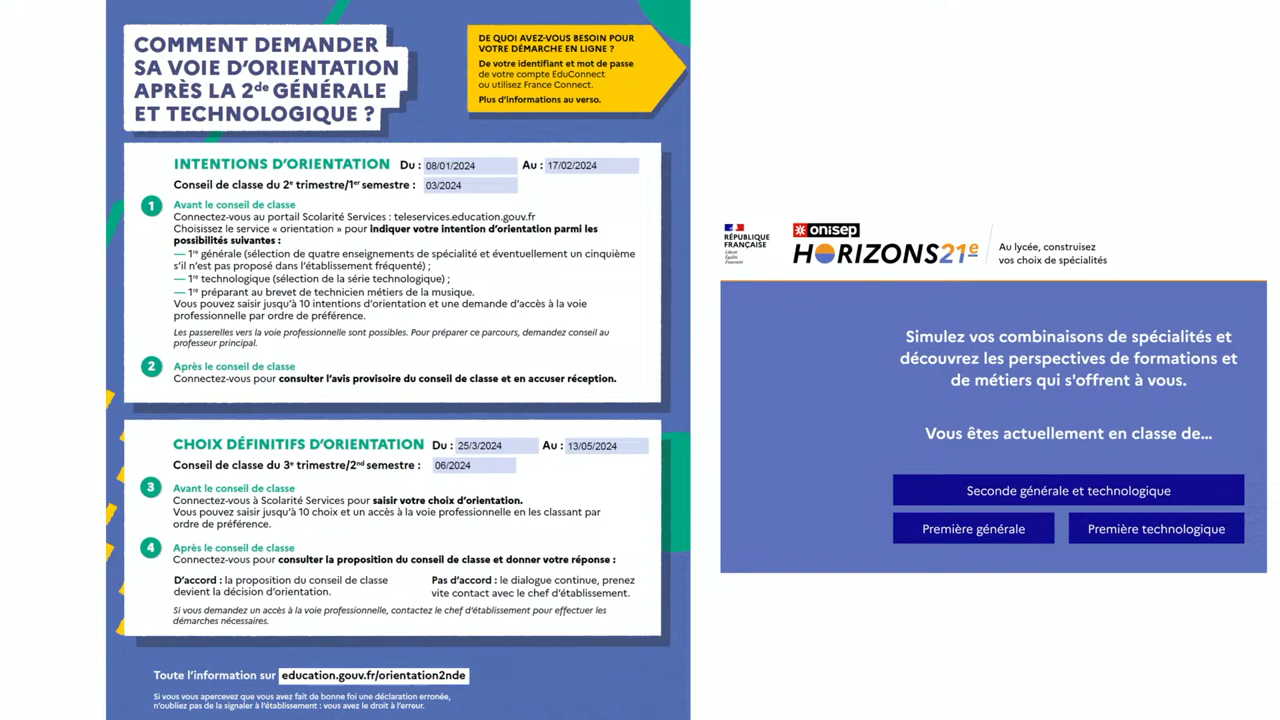 COMMENT DEMANDER
SA VOIE D'ORIENTATION
APRÈS LA 2de GÉNÉRALE
ET TECHNOLOGIQUE ?
DE QUOI AVEZ-VOUS BESOIN POUR
VOTRE DÉMARCHE EN LIGNE ?
De votre identifiant et mot de passe
de votre compte EduConnect
ou utilisez France Connect.
Plus d'informations au verso.
INTENTIONS D'ORIENTATION Du : 08/01/2024 Au : 17/02/2024
Conseil de classe du 2e trimestre/1er semestre : 03/2024
1 Avant le conseil de classe
Connectez-vous au portail Scolarité Services : teleservices.education.gouv.fr
Choisissez le service « orientation » pour indiquer votre intention d'orientation parmi les
possibilités suivantes :
— 1re générale (sélection de quatre enseignements de spécialité et éventuellement un cinquième
s'il n'est pas proposé dans l'établissement fréquenté) ;
— 1re technologique (sélection de la série technologique) ;
— 1re préparant au brevet de technicien métiers de la musique.
Vous pouvez saisir jusqu'à 10 intentions d'orientation et une demande d'accès à la voie
professionnelle par ordre de préférence.
Les passerelles vers la voie professionnelle sont possibles. Pour préparer ce parcours, demandez conseil au
professeur principal.
2 Après le conseil de classe
Connectez-vous pour consulter l'avis provisoire du conseil de classe et en accuser réception.
CHOIX DÉFINITIFS D'ORIENTATION Du : 25/3/2024 Au : 13/05/2024
Conseil de classe du 3e trimestre/2nd semestre : 06/2024
3 Avant le conseil de classe
Connectez-vous à Scolarité Services pour saisir votre choix d'orientation.
Vous pouvez saisir jusqu'à 10 choix et un accès à la voie professionnelle en les classant par
ordre de préférence.
4 Après le conseil de classe
Connectez-vous pour consulter la proposition du conseil de classe et donner votre réponse :
D'accord : la proposition du conseil de classe
devient la décision d'orientation.
Pas d'accord : le dialogue continue, prenez
vite contact avec le chef d'établissement.
Si vous demandez un accès à la voie professionnelle, contactez le chef d'établissement pour effectuer les
démarches nécessaires.
Toute l'information sur education.gouv.fr/orientation2nde
Si vous vous apercevez que vous avez fait de bonne foi une déclaration erronée,
n'oubliez pas de la signaler à l'établissement : vous avez le droit à l'erreur.
RÉPUBLIQUE
FRANÇAISE
Liberté
Égalité
Fraternité
onisep
HORIZONS21e
Au lycée, construisez
vos choix de spécialités
Simulez vos combinaisons de spécialités et
découvrez les perspectives de formations et
de métiers qui s'offrent à vous.
Vous êtes actuellement en classe de...
Seconde générale et technologique
Première générale
Première technologique